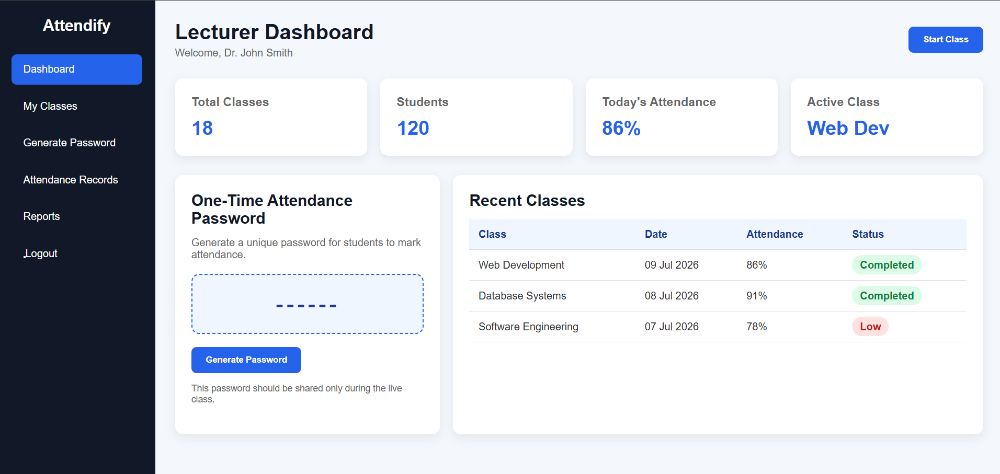 Attendify
Dashboard
My Classes
Generate Password
Attendance Records
Reports
.Logout
Lecturer Dashboard
Welcome, Dr. John Smith
Start Class
Total Classes
18
Students
120
Today's Attendance
86%
Active Class
Web Dev
One-Time Attendance
Password
Generate a unique password for students to mark
attendance.
------
Generate Password
This password should be shared only during the live
class.
Recent Classes
Class Date Attendance Status
Web Development 09 Jul 2026 86% Completed
Database Systems 08 Jul 2026 91% Completed
Software Engineering 07 Jul 2026 78% Low